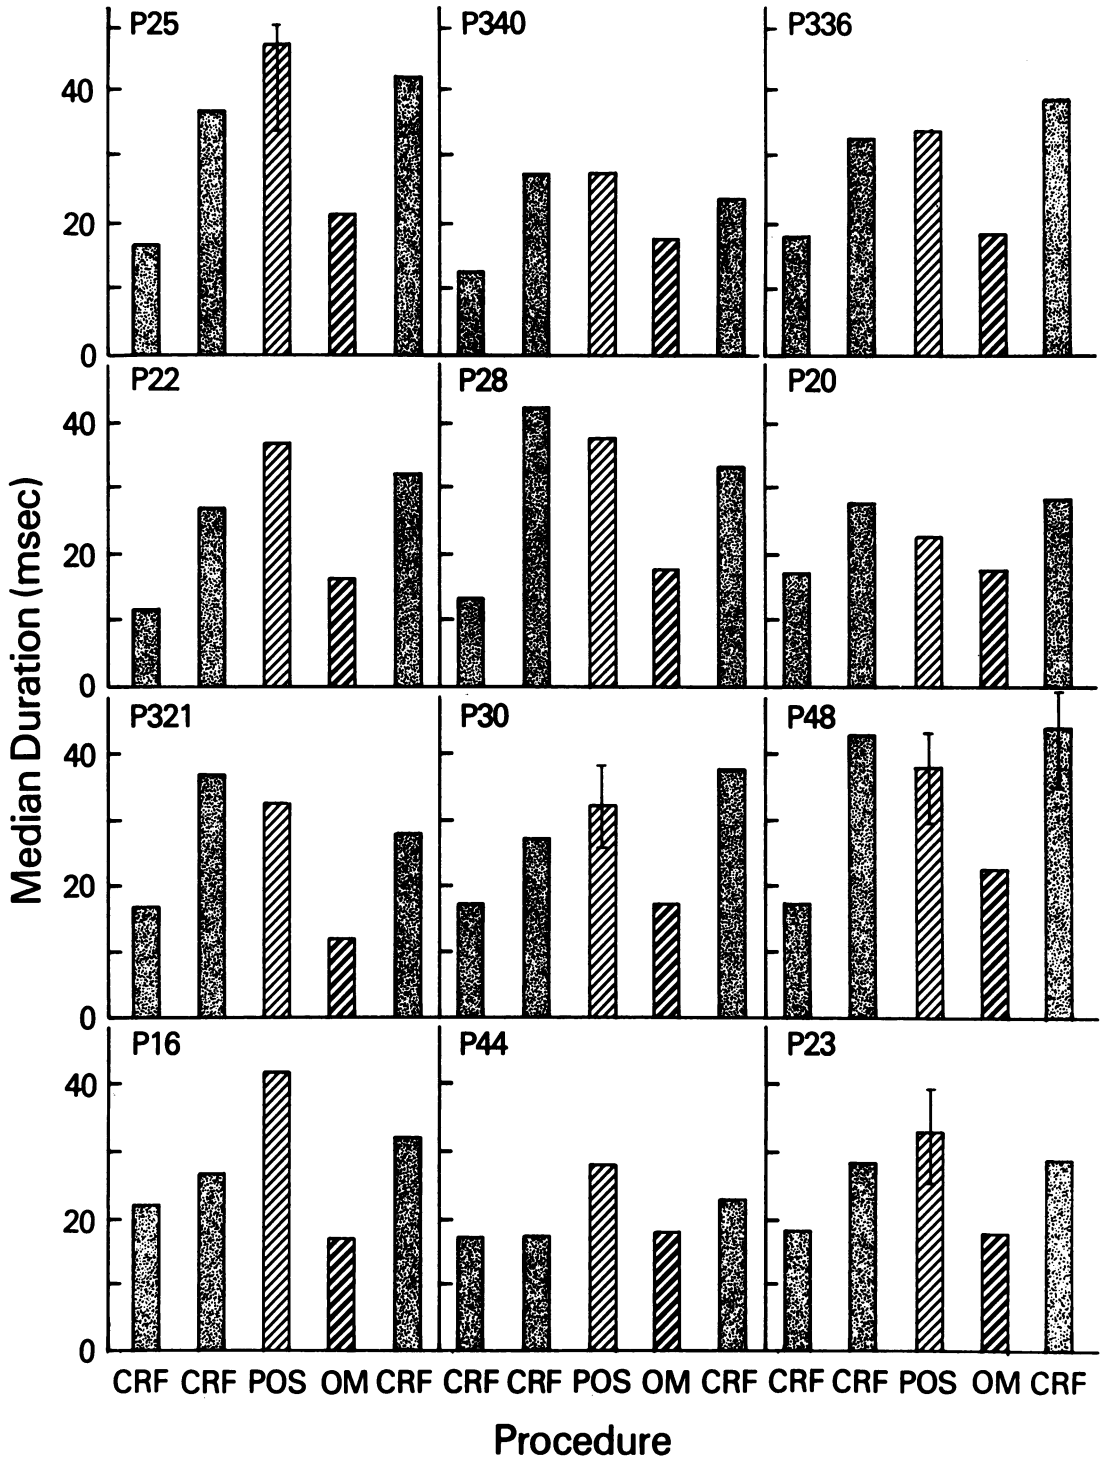 P25 P340 P336
40
20
0
P22 P28 P20
40
20
0
P321 P30 P48
40
20
0
P16 P44 P23
40
20
0
CRF CRF POS OM CRF CRF CRF POS OM CRF CRF CRF POS OM CRF
Procedure
Median Duration (msec)